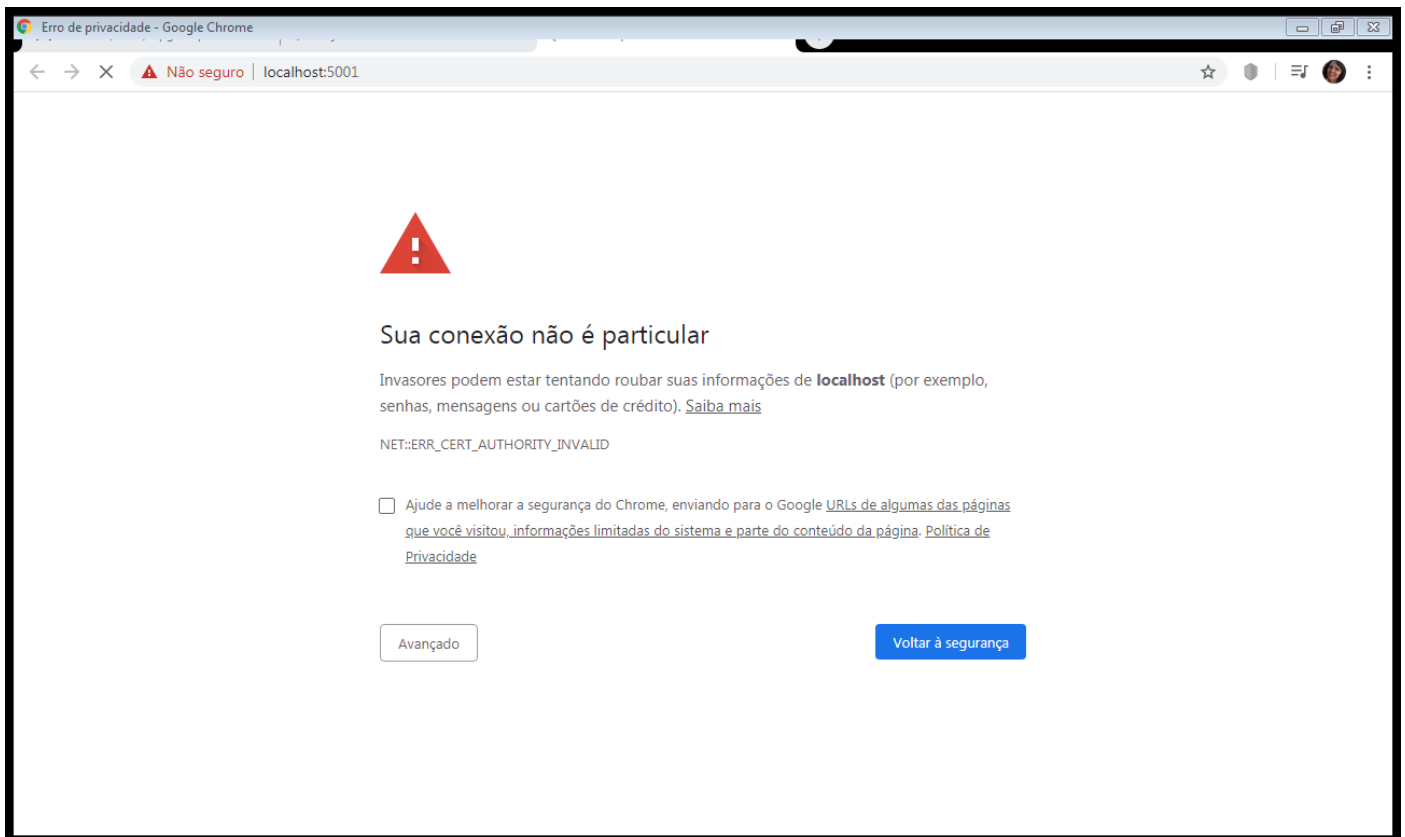 Erro de privacidade - Google Chrome
Não seguro | localhost:5001
Sua conexão não é particular
Invasores podem estar tentando roubar suas informações de localhost (por exemplo,
senhas, mensagens ou cartões de crédito). Saiba mais
NET::ERR_CERT_AUTHORITY_INVALID
Ajude a melhorar a segurança do Chrome, enviando para o Google URLs de algumas das páginas
que você visitou, informações limitadas do sistema e parte do conteúdo da página. Política de
Privacidade
Avançado
Voltar à segurança